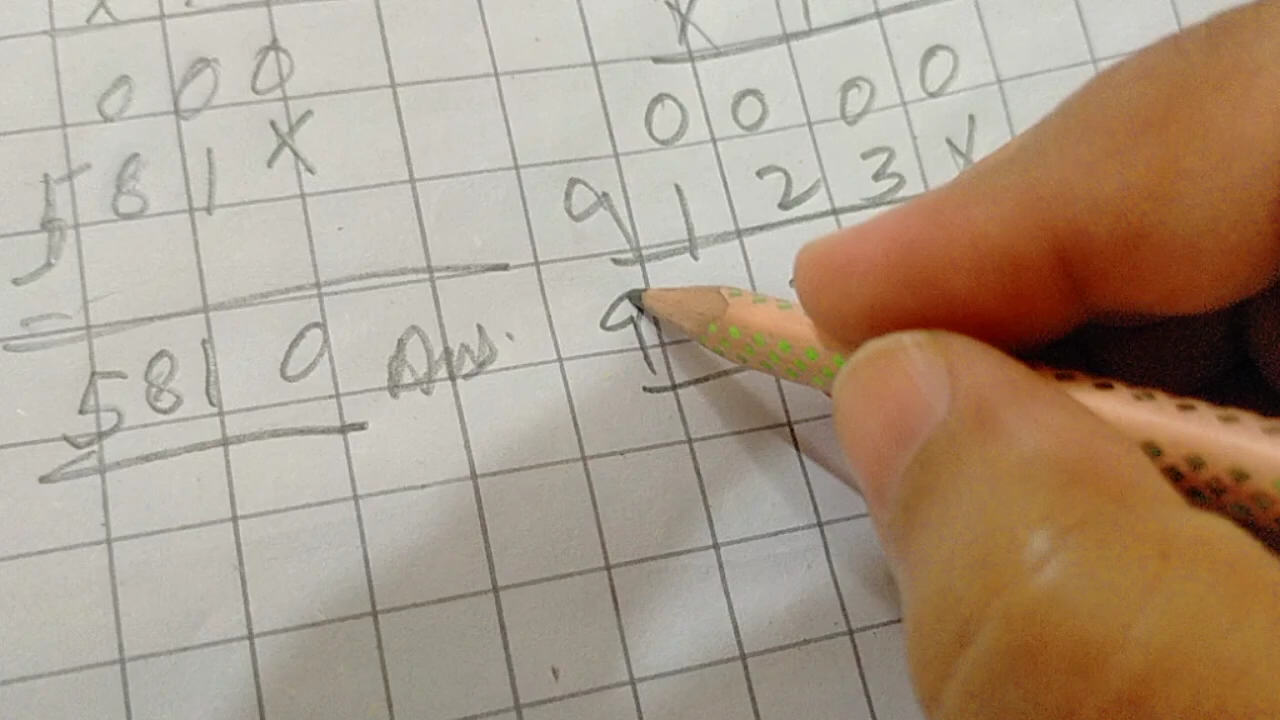 0 0 0
5 8 1 X
5 8 1 0 Ans.
X 1
0 0 0 0
9 1 2 3 X
9